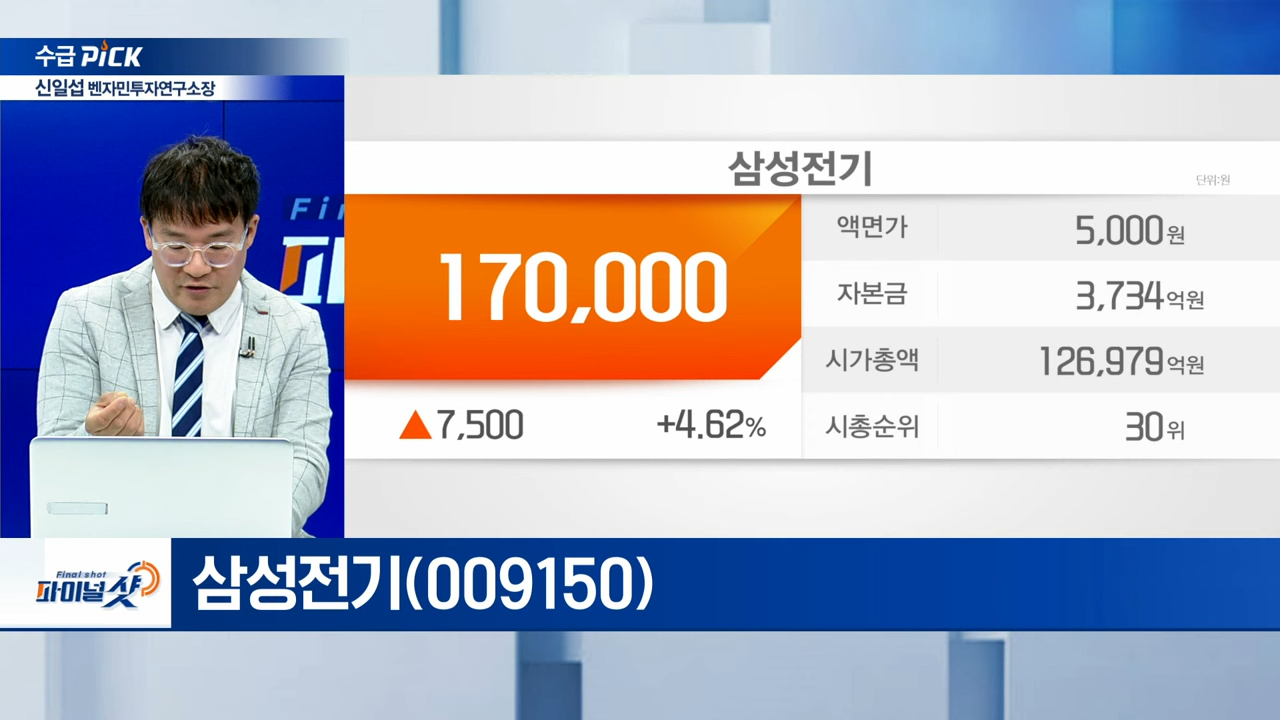 수급 PiCK
신일섭 벤자민투자연구소장
Fin
파
삼성전기
단위:원
170,000
▲7,500 +4.62%
액면가 5,000원
자본금 3,734억원
시가총액 126,979억원
시총순위 30위
Final shot
파이널샷
삼성전기(009150)